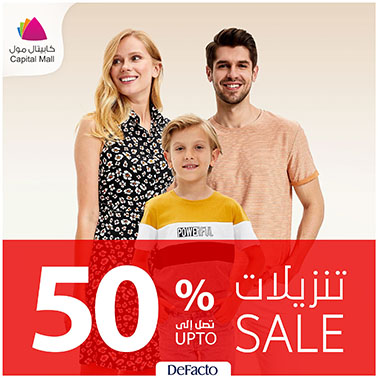 كابيتال مول
Capital Mall
POWERFUL
50 % تنزيلات
تصل إلى
UPTO SALE
DeFacto